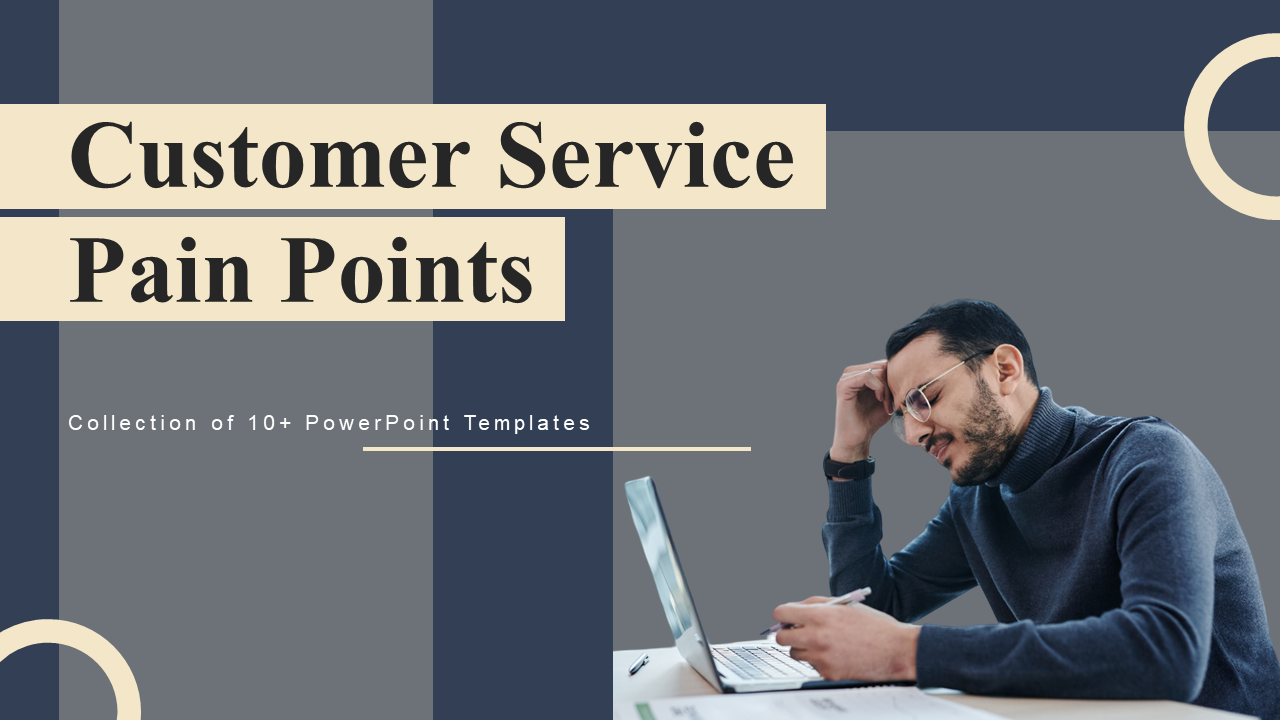 Customer Service
Pain Points
Collection of 10+ PowerPoint Templates